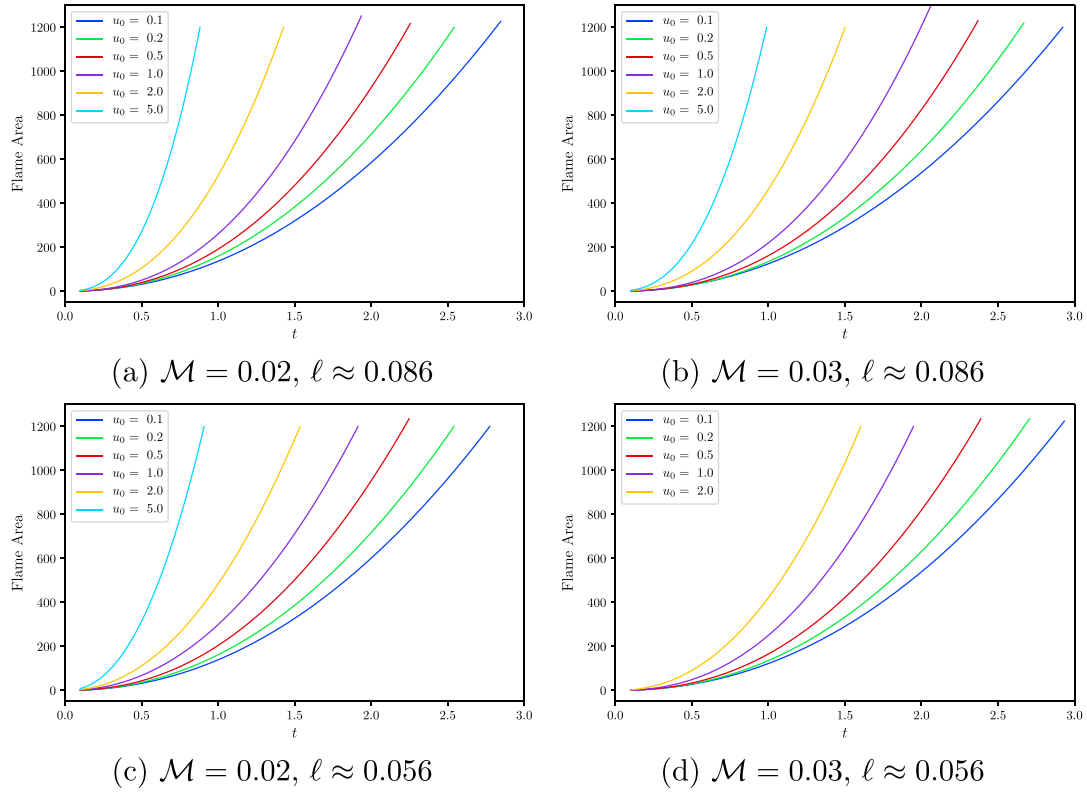 1200
1000
800
600
400
200
0
Flame Area
u₀ = 0.1
u₀ = 0.2
u₀ = 0.5
u₀ = 1.0
u₀ = 2.0
u₀ = 5.0
0.0 0.5 1.0 1.5 2.0 2.5 3.0
t
(a) ℳ = 0.02, ℓ ≈ 0.086
1200
1000
800
600
400
200
0
Flame Area
u₀ = 0.1
u₀ = 0.2
u₀ = 0.5
u₀ = 1.0
u₀ = 2.0
u₀ = 5.0
0.0 0.5 1.0 1.5 2.0 2.5 3.0
t
(b) ℳ = 0.03, ℓ ≈ 0.086
1200
1000
800
600
400
200
0
Flame Area
u₀ = 0.1
u₀ = 0.2
u₀ = 0.5
u₀ = 1.0
u₀ = 2.0
u₀ = 5.0
0.0 0.5 1.0 1.5 2.0 2.5 3.0
t
(c) ℳ = 0.02, ℓ ≈ 0.056
1200
1000
800
600
400
200
0
Flame Area
u₀ = 0.1
u₀ = 0.2
u₀ = 0.5
u₀ = 1.0
u₀ = 2.0
0.0 0.5 1.0 1.5 2.0 2.5 3.0
t
(d) ℳ = 0.03, ℓ ≈ 0.056